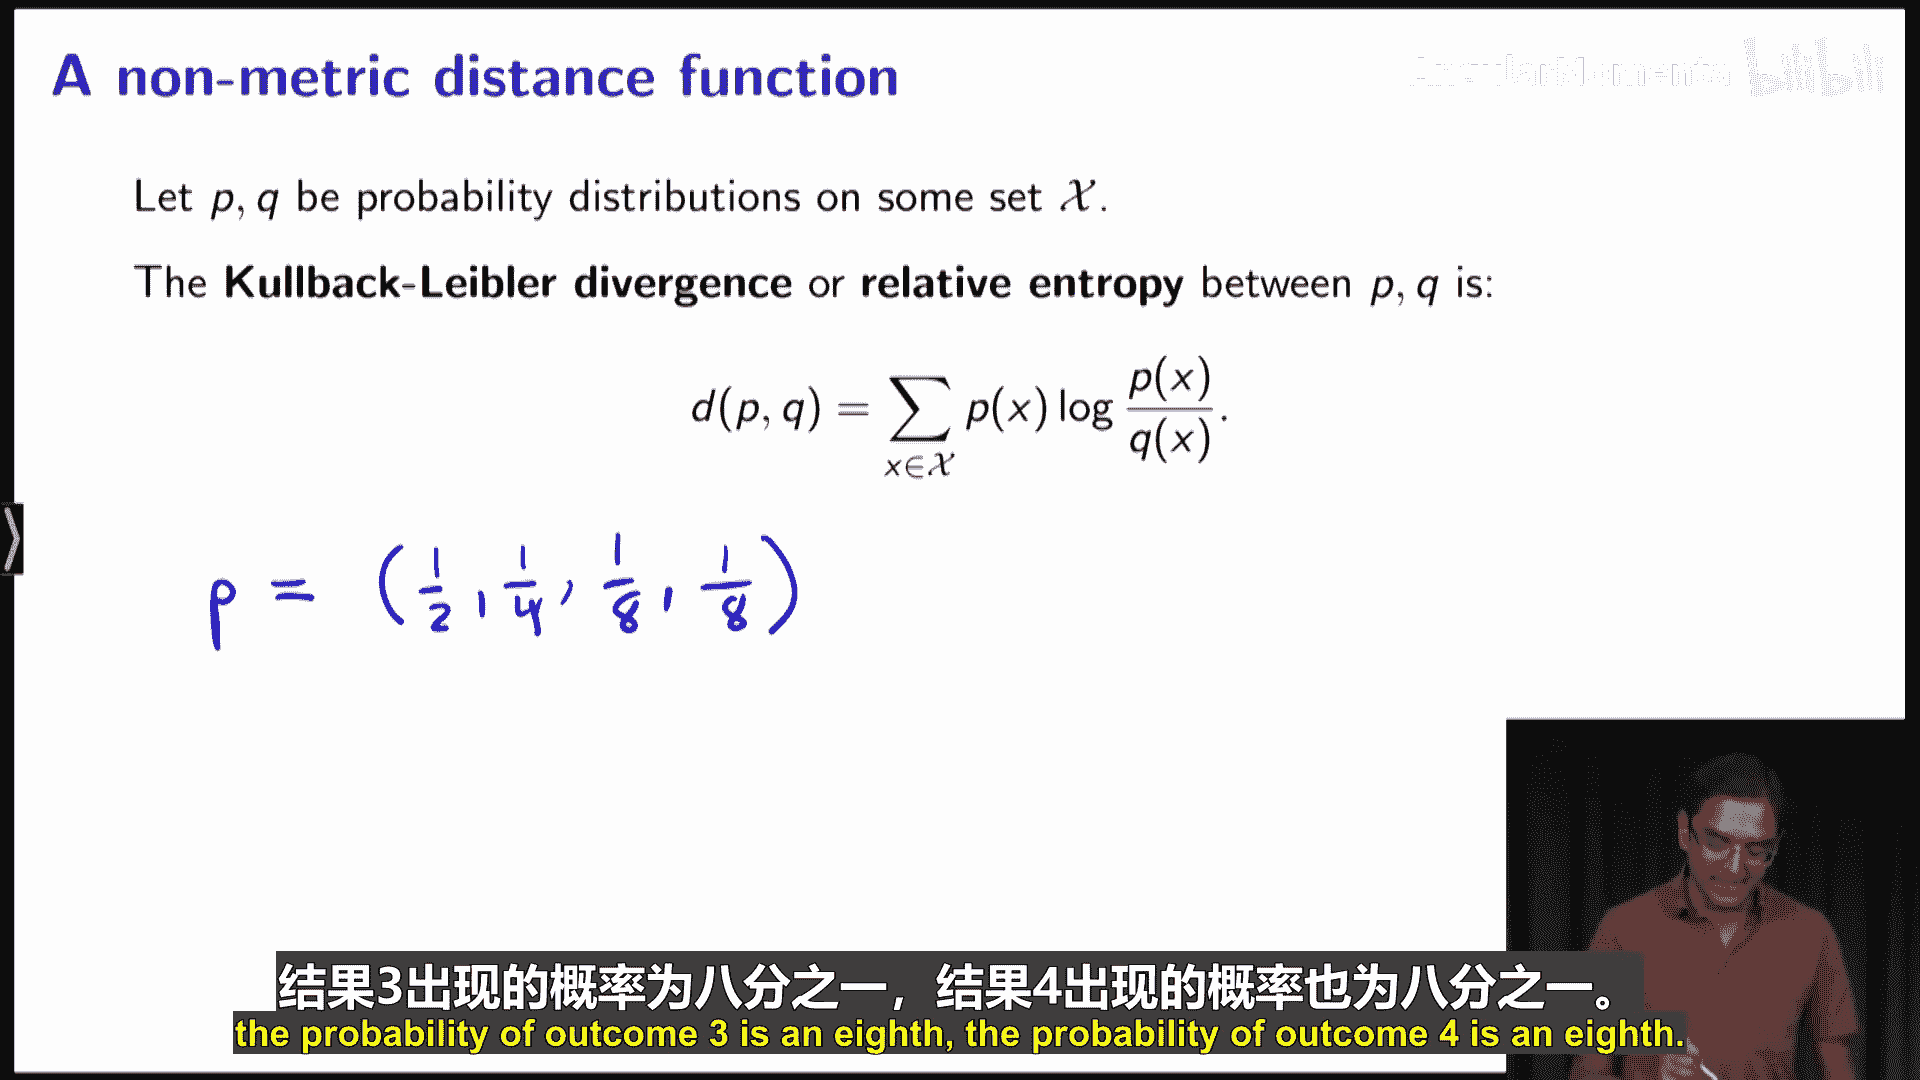 A non-metric distance function
bilibili
Let p, q be probability distributions on some set 𝒳.
The Kullback-Leibler divergence or relative entropy between p, q is:
d(p, q) = ∑_{x∈𝒳} p(x) log p(x)/q(x).
p = (1/2, 1/4, 1/8, 1/8)
结果3出现的概率为八分之一，结果4出现的概率也为八分之一。
the probability of outcome 3 is an eighth, the probability of outcome 4 is an eighth.